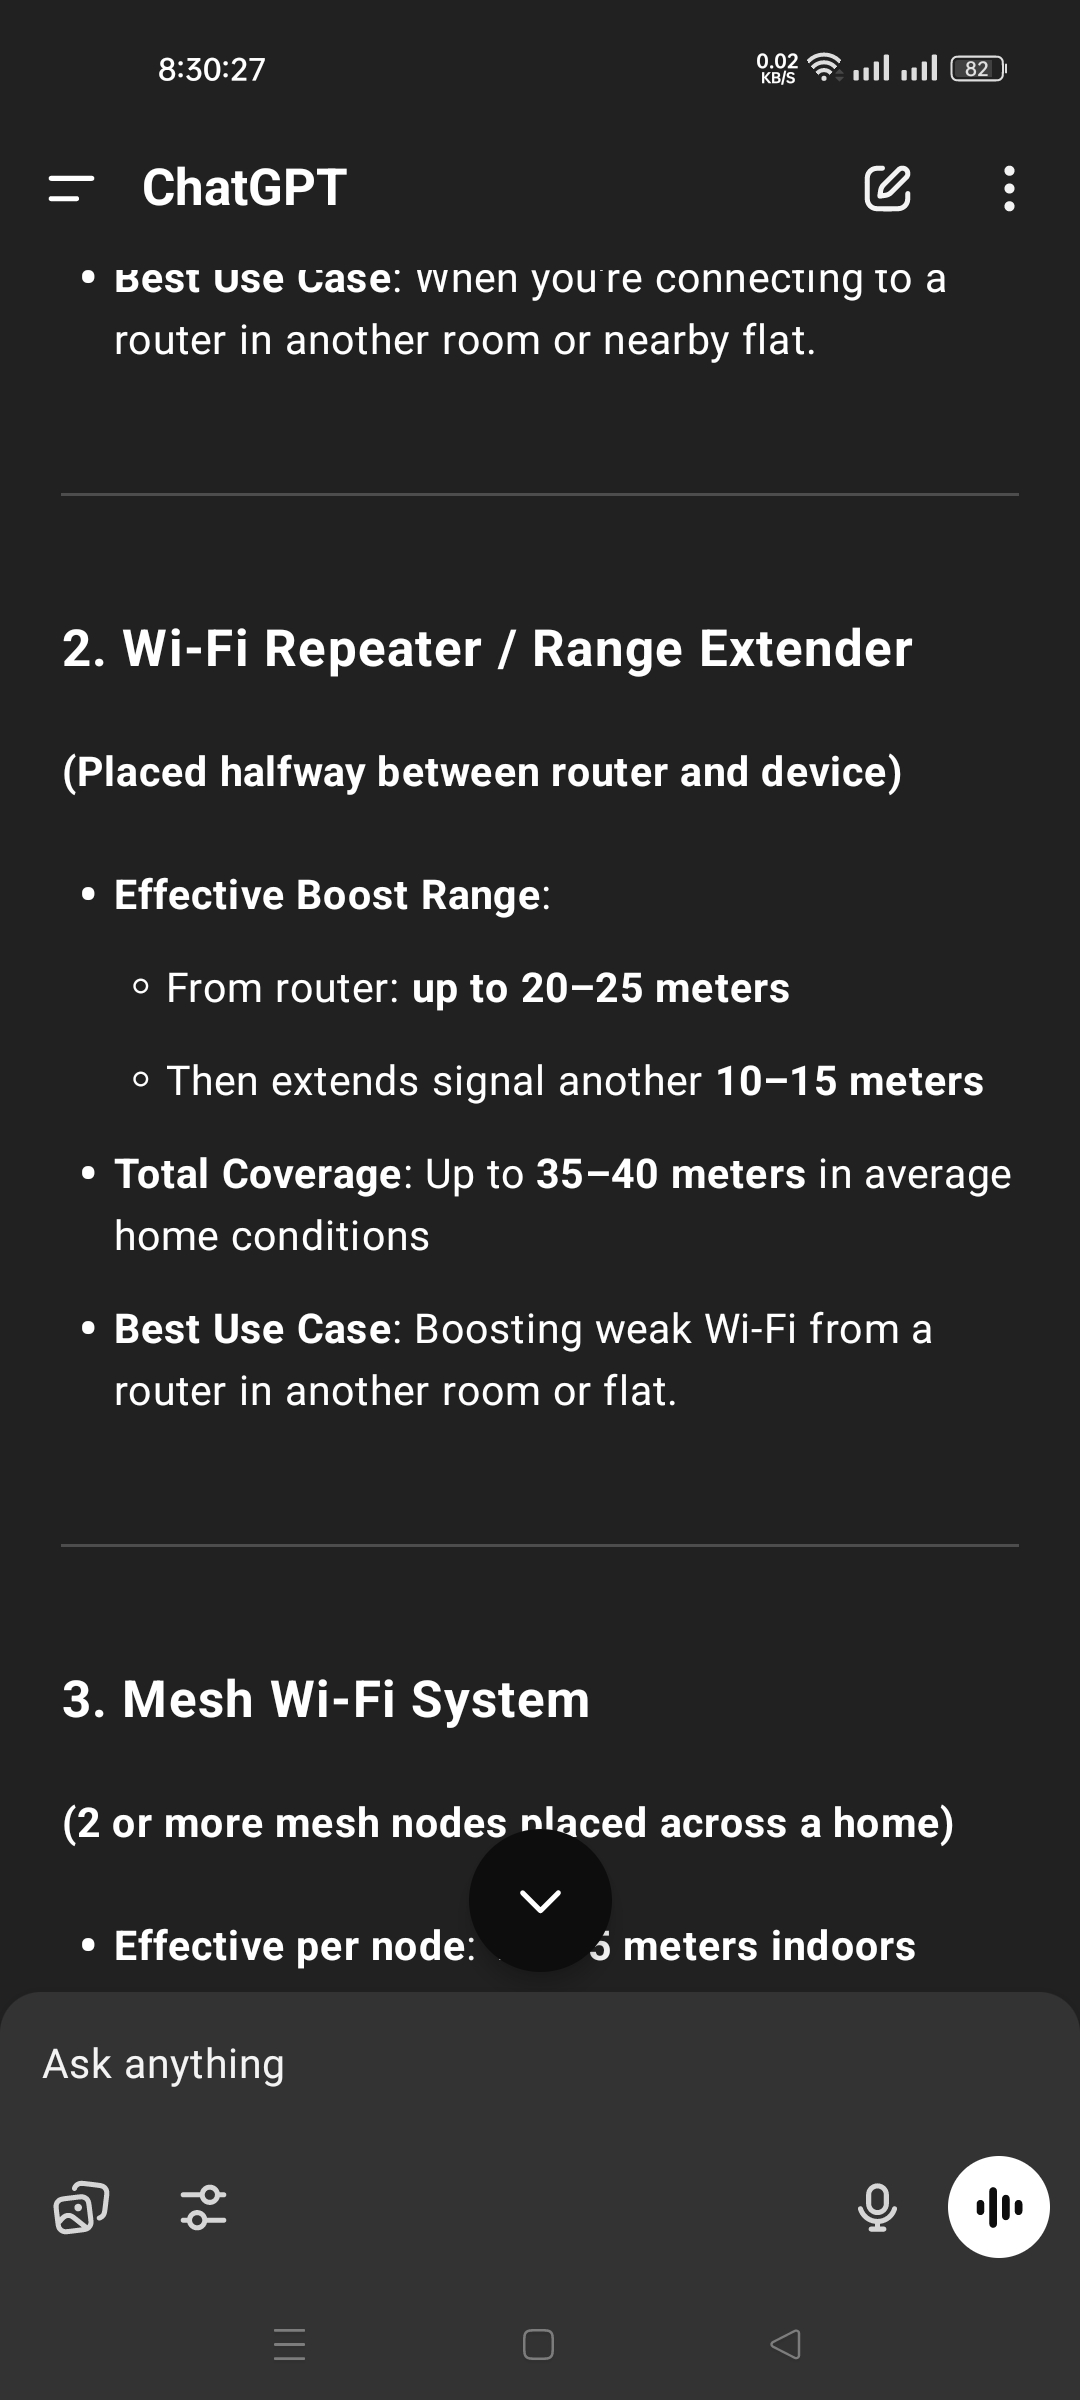 8:30:27
0.02
KB/S
82
ChatGPT
• Best Use Case: When you're connecting to a
router in another room or nearby flat.
2. Wi-Fi Repeater / Range Extender
(Placed halfway between router and device)
• Effective Boost Range:
○ From router: up to 20–25 meters
○ Then extends signal another 10–15 meters
• Total Coverage: Up to 35–40 meters in average
home conditions
• Best Use Case: Boosting weak Wi-Fi from a
router in another room or flat.
3. Mesh Wi-Fi System
(2 or more mesh nodes placed across a home)
• Effective per node: meters indoors
Ask anything